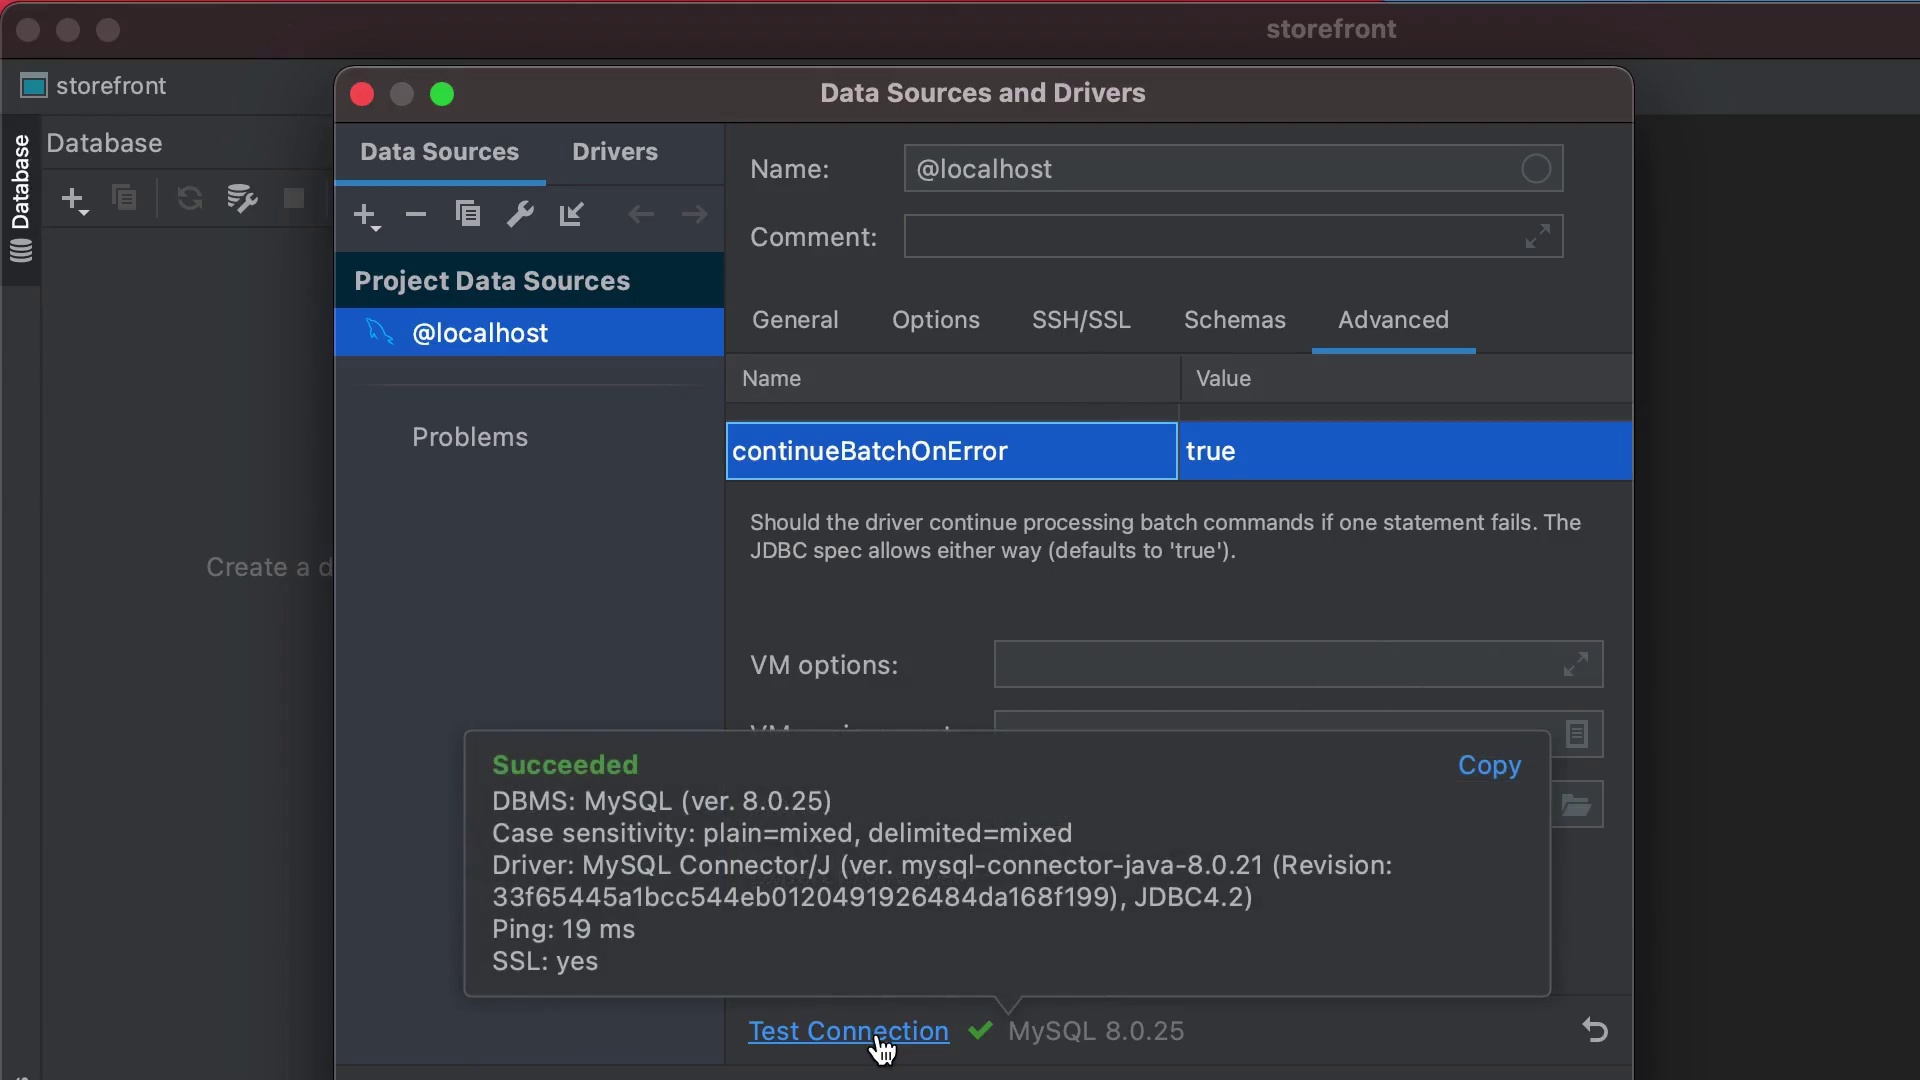 storefront
storefront
Database
Database
Create a d
Data Sources and Drivers
Data Sources
Drivers
Project Data Sources
@localhost
Problems
Name:
@localhost
Comment:
General
Options
SSH/SSL
Schemas
Advanced
Name
Value
continueBatchOnError
true
Should the driver continue processing batch commands if one statement fails. The
JDBC spec allows either way (defaults to 'true').
VM options:
Succeeded
Copy
DBMS: MySQL (ver. 8.0.25)
Case sensitivity: plain=mixed, delimited=mixed
Driver: MySQL Connector/J (ver. mysql-connector-java-8.0.21 (Revision:
33f65445a1bcc544eb0120491926484da168f199), JDBC4.2)
Ping: 19 ms
SSL: yes
Test Connection
MySQL 8.0.25